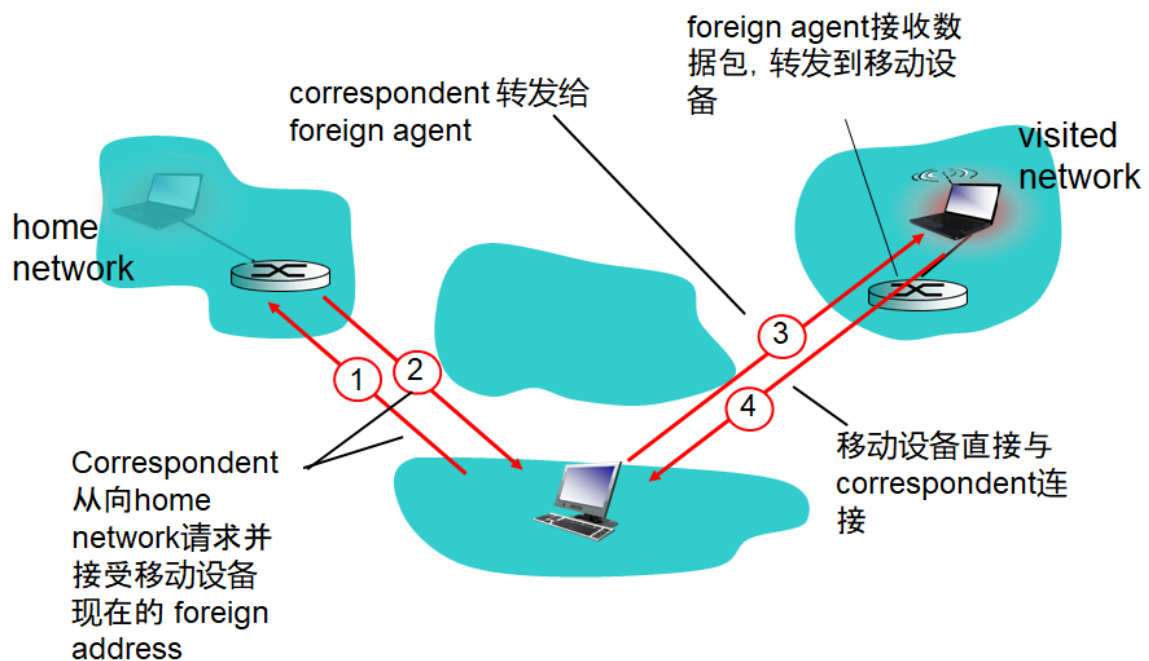 foreign agent接收数
据包, 转发到移动设
备
correspondent 转发给
foreign agent
visited
network
home
network
3
2
1
4
Correspondent
从向home
network请求并
接受移动设备
现在的 foreign
address
移动设备直接与
correspondent连
接